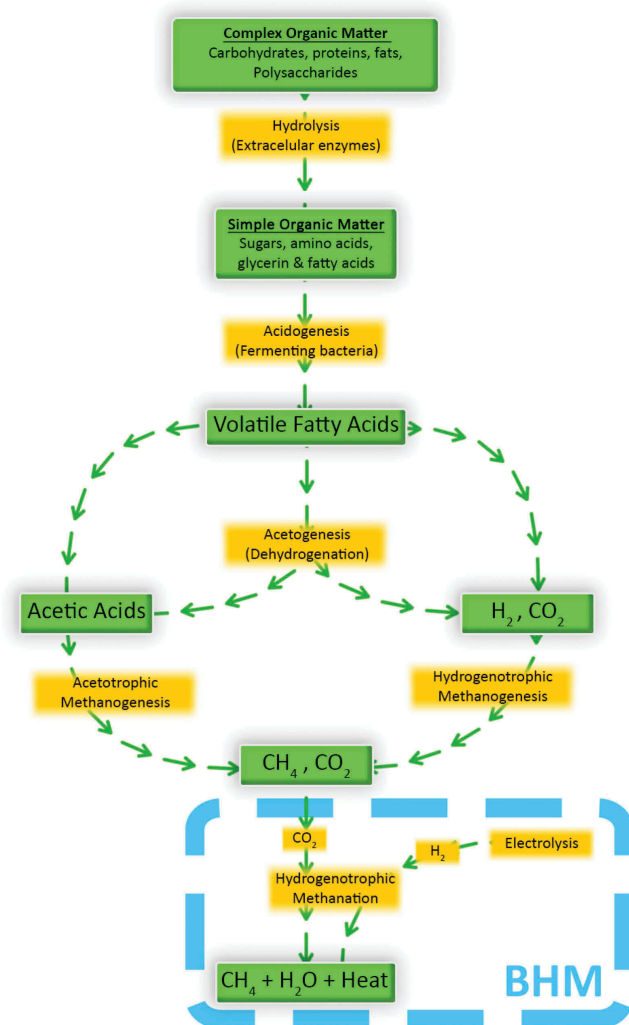 Complex Organic Matter
Carbohydrates, proteins, fats,
Polysaccharides
Hydrolysis
(Extracelular enzymes)
Simple Organic Matter
Sugars, amino acids,
glycerin & fatty acids
Acidogenesis
(Fermenting bacteria)
Volatile Fatty Acids
Acetogenesis
(Dehydrogenation)
Acetic Acids
H₂ , CO₂
Acetotrophic
Methanogenesis
Hydrogenotrophic
Methanogenesis
CH₄ , CO₂
CO₂
H₂
Electrolysis
Hydrogenotrophic
Methanation
CH₄ + H₂O + Heat
BHM